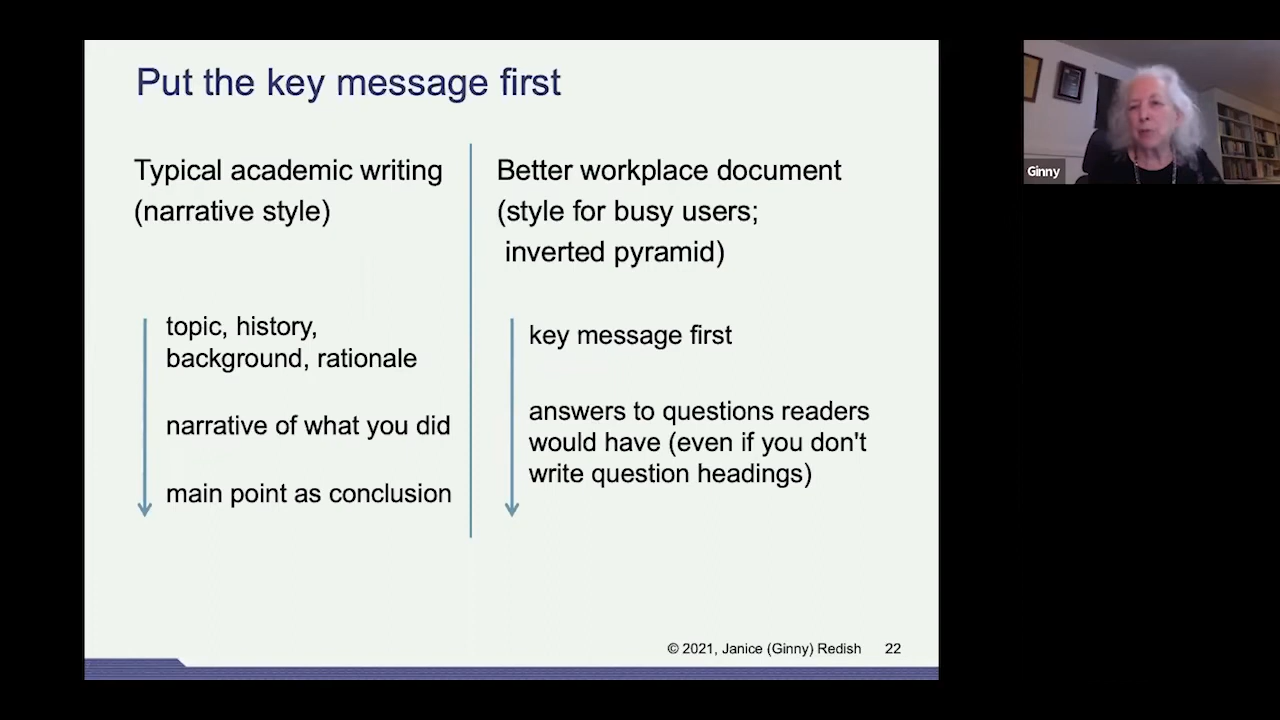 Put the key message first
Typical academic writing
(narrative style)
topic, history,
background, rationale
narrative of what you did
main point as conclusion
Better workplace document
(style for busy users;
inverted pyramid)
key message first
answers to questions readers
would have (even if you don't
write question headings)
© 2021, Janice (Ginny) Redish 22
Ginny